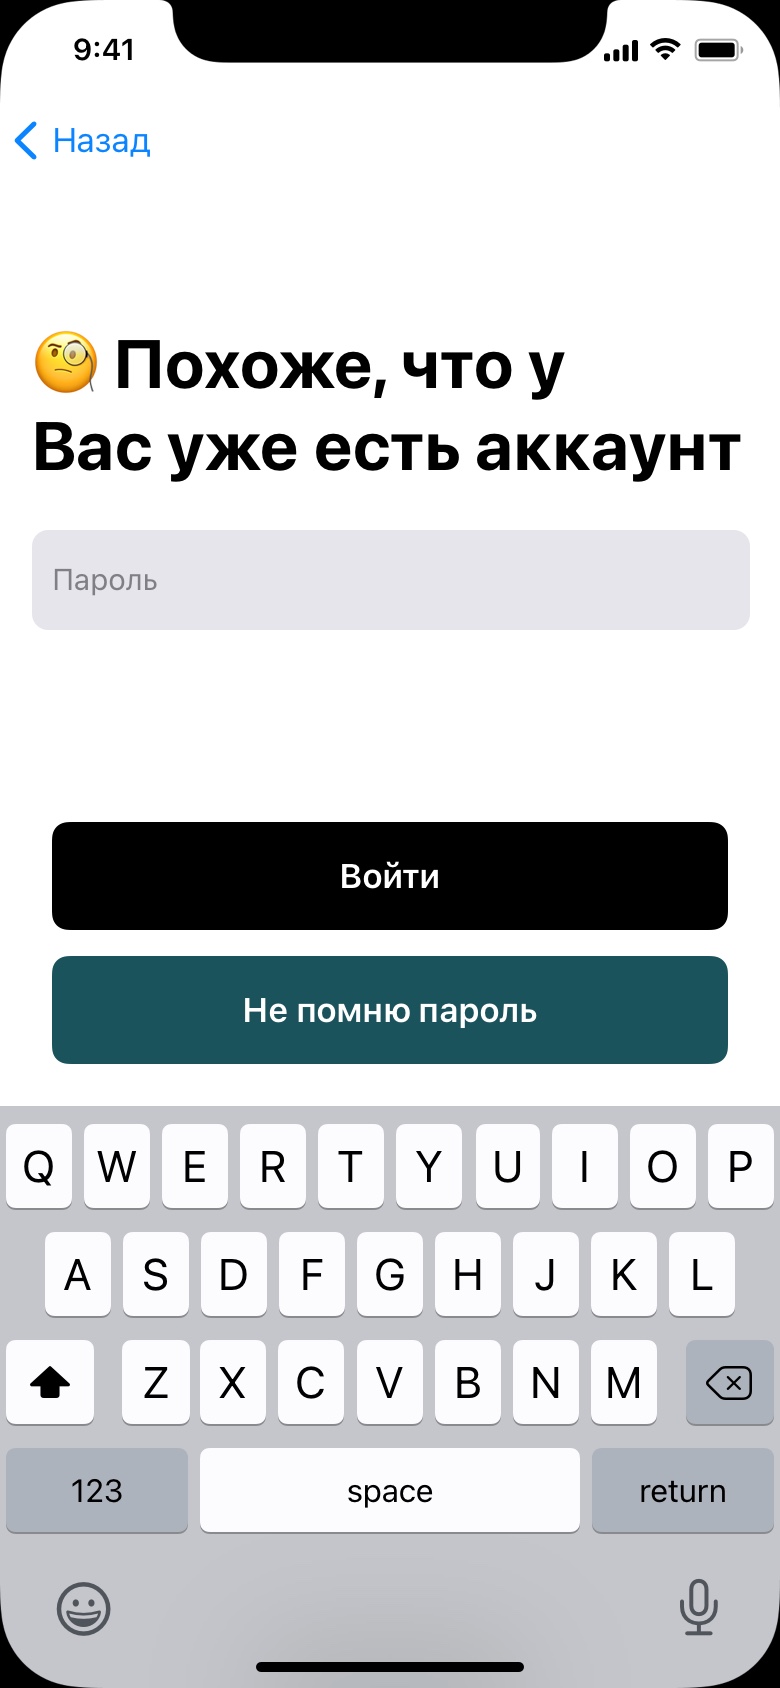 9:41
Назад
🧐 Похоже, что у
Вас уже есть аккаунт
Пароль
Войти
Не помню пароль
Q W E R T Y U I O P
A S D F G H J K L
Z X C V B N M
123 space return